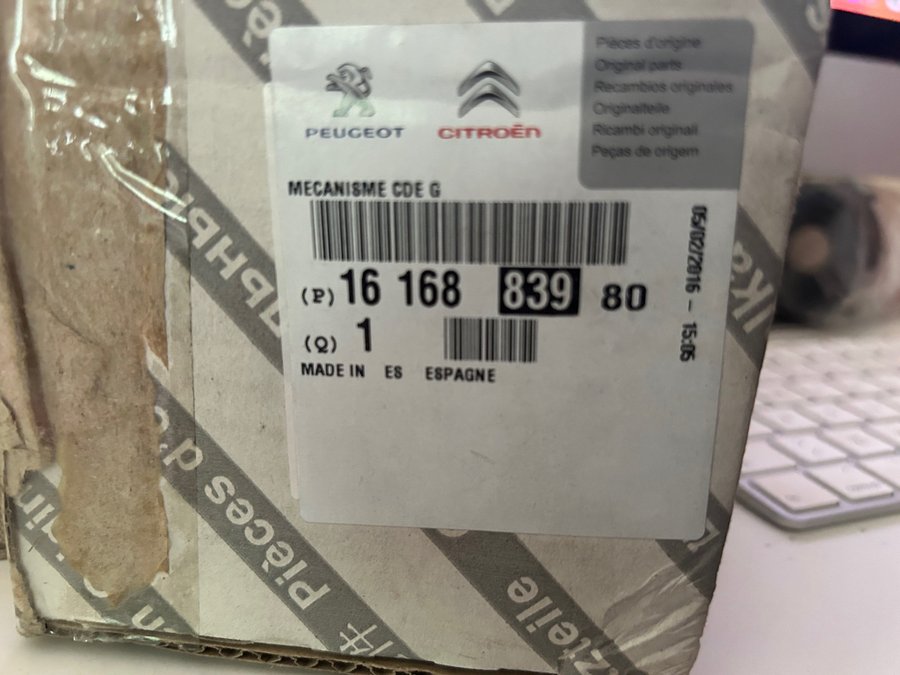 PEUGEOT
CITROËN
Pièces d'origine
Original parts
Recambios originales
Originalteile
Ricambi originali
Peças de origem
MECANISME CDE G
(P) 16 168 839 80
(Q) 1
MADE IN ES ESPAGNE
05/02/2016 - 15:05
Pièces d'o